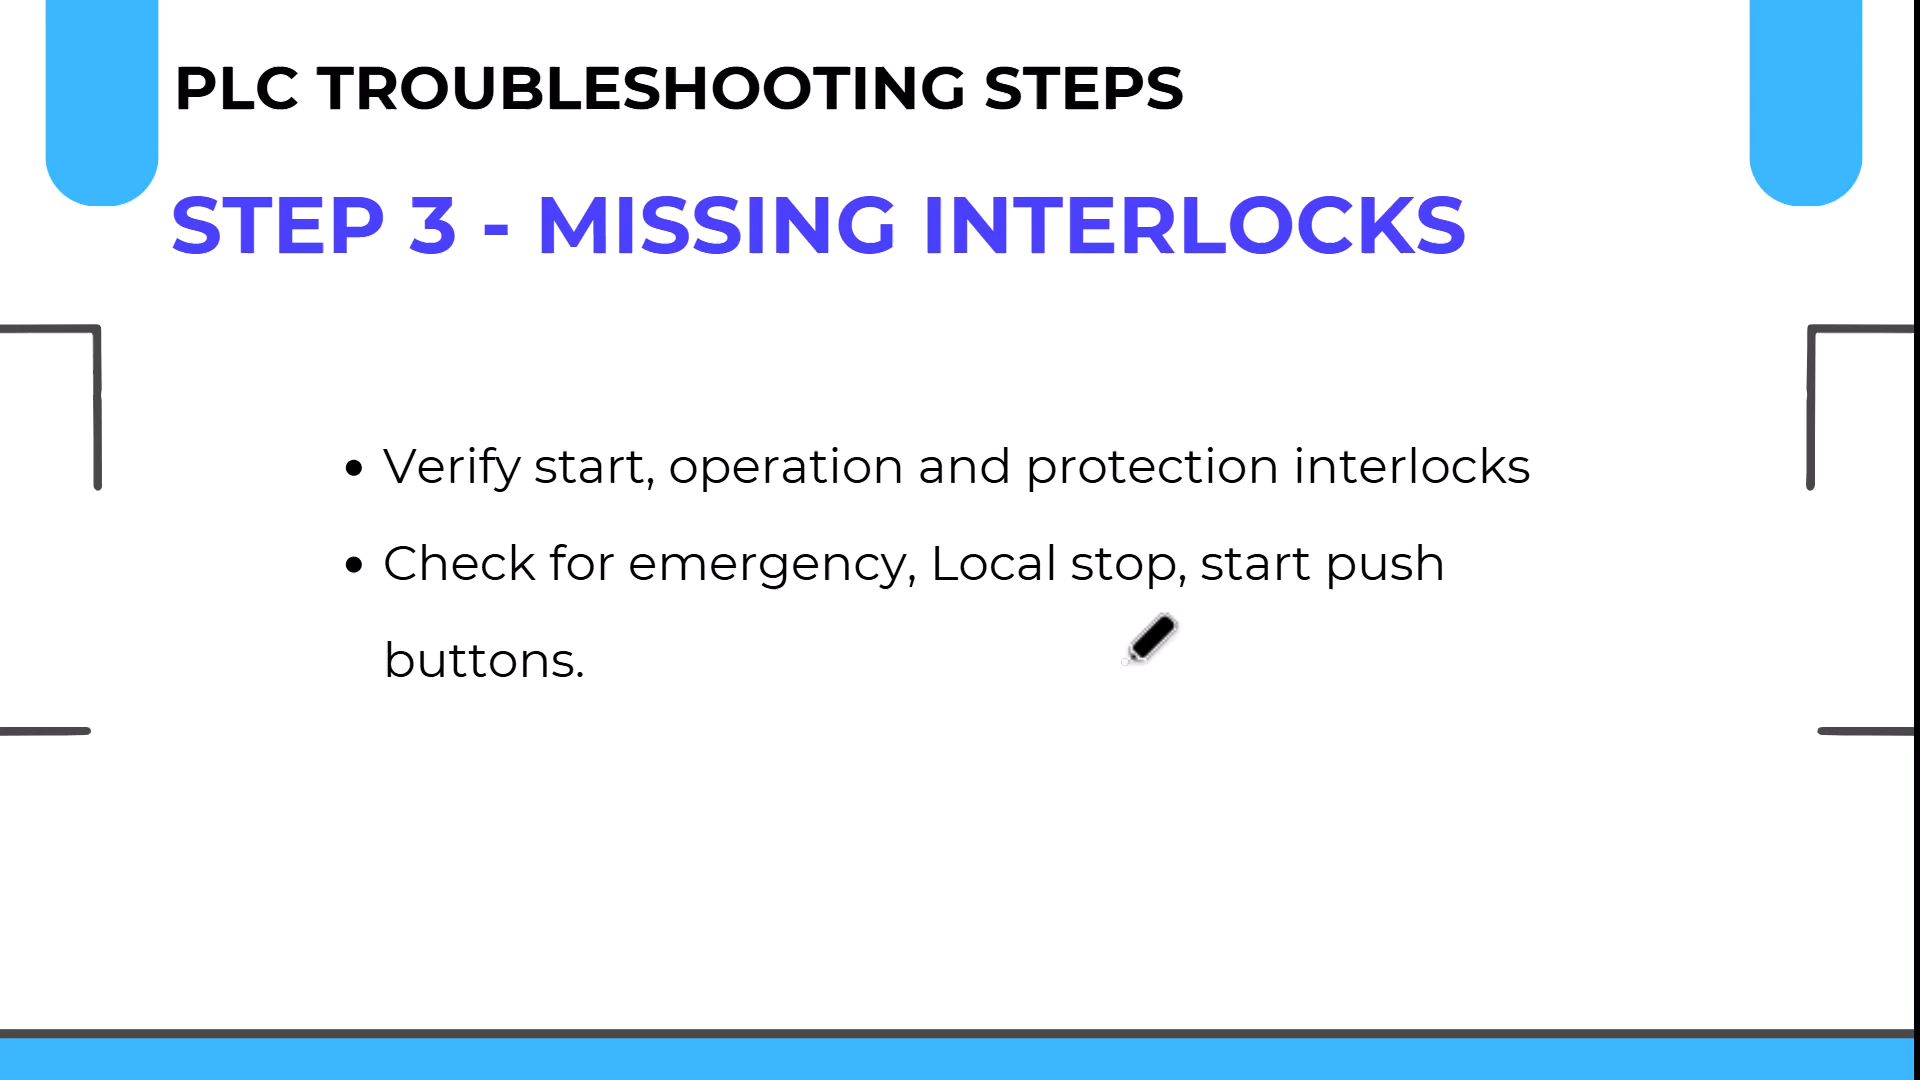 PLC TROUBLESHOOTING STEPS
STEP 3 - MISSING INTERLOCKS
• Verify start, operation and protection interlocks
• Check for emergency, Local stop, start push
buttons.